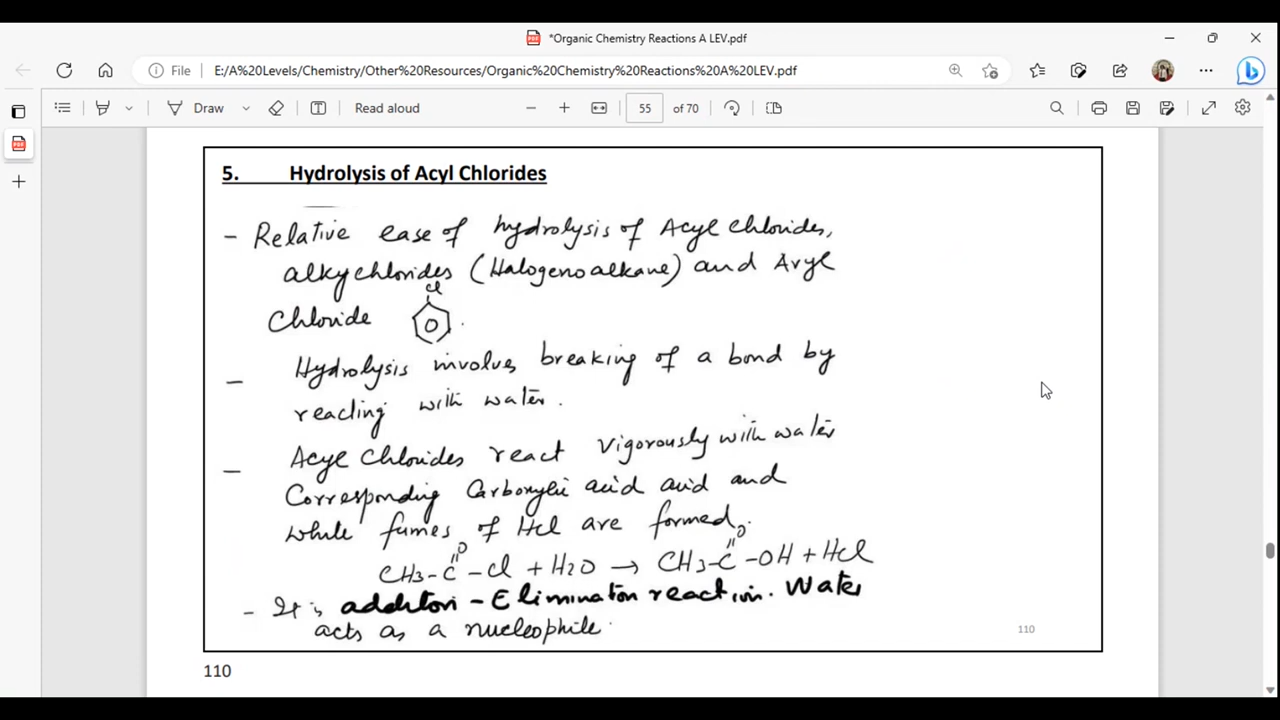 *Organic Chemistry Reactions A LEV.pdf
File E:/A%20Levels/Chemistry/Other%20Resources/Organic%20Chemistry%20Reactions%20A%20LEV.pdf
Draw Read aloud 55 of 70
5. Hydrolysis of Acyl Chlorides
- Relative ease of hydrolysis of Acyl chlorides,
alkychlorides (Halogenoalkane) and Aryl
Cl
Chloride
- Hydrolysis involves breaking of a bond by
reacting with water.
- Acyl Chlorides react vigorously with water
Corresponding Carboxylic acid acid and
white fumes of HCl are formed.
O O
CH3-C-Cl + H2O → CH3-C-OH + HCl
- It is addition - Elimination reaction. Water
acts as a nucleophile.
110
110